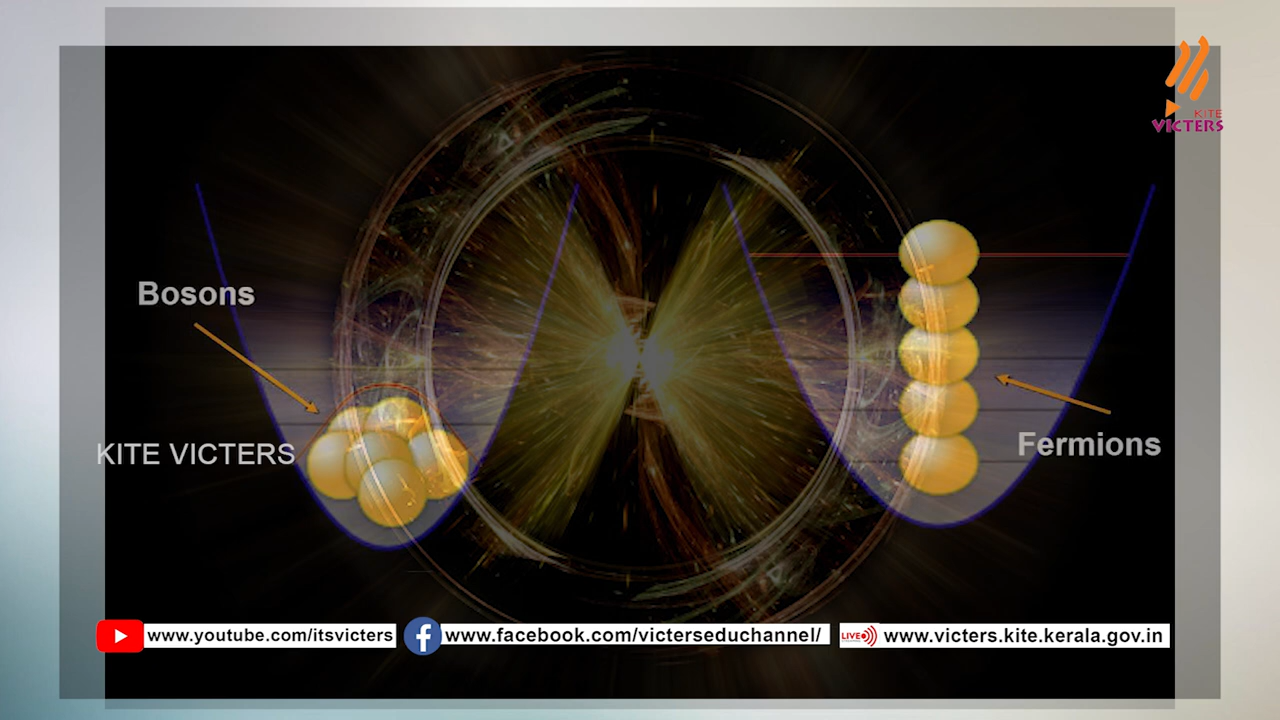 KITE
VICTERS
Bosons
KITE VICTERS
Fermions
www.youtube.com/itsvicters
www.facebook.com/victerseduchannel/
LIVE
www.victers.kite.kerala.gov.in